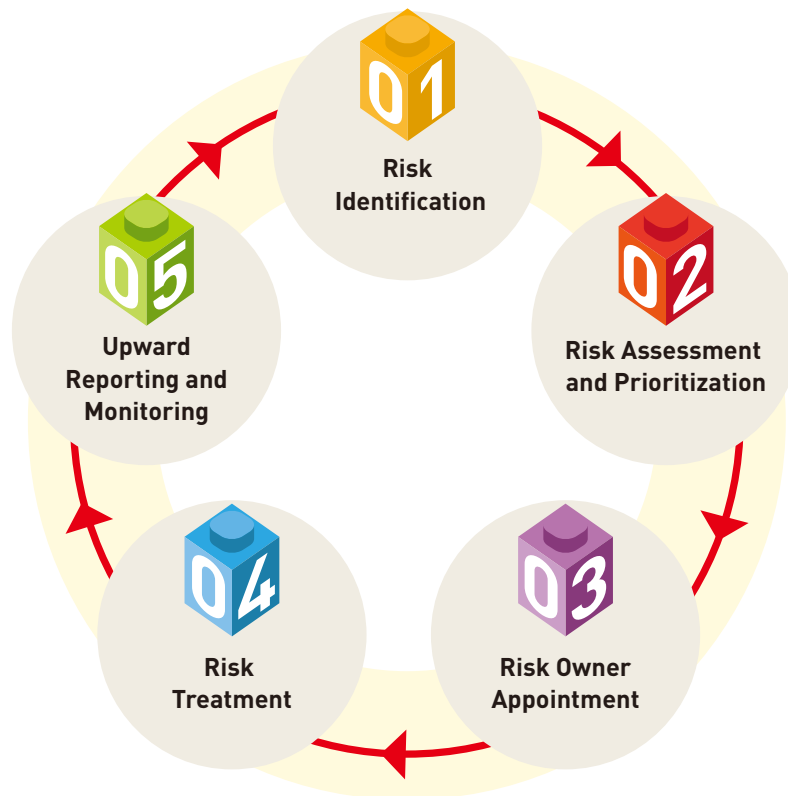 01
Risk
Identification
02
Risk Assessment
and Prioritization
03
Risk Owner
Appointment
04
Risk
Treatment
05
Upward
Reporting and
Monitoring